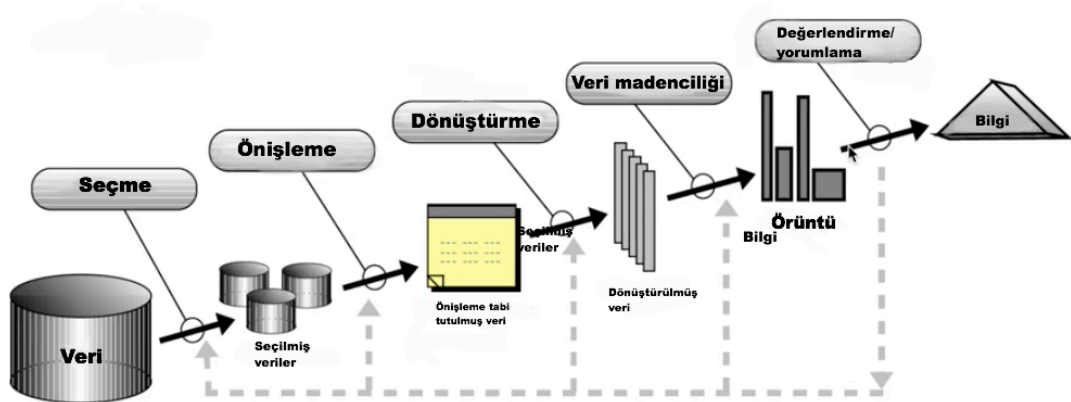 Değerlendirme/
yorumlama
Veri madenciliği
Dönüştürme
Önişleme
Seçme
Bilgi
Örüntü
Bilgi
Seçilmiş
veriler
Dönüştürülmüş
veri
Önişleme tabi
tutulmuş veri
Seçilmiş
veriler
Veri